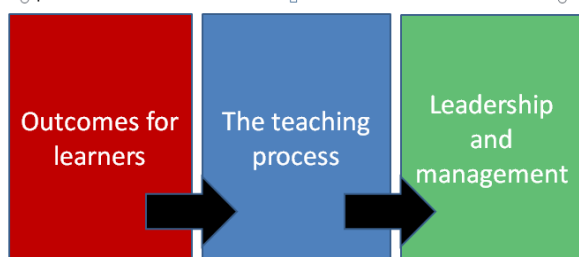 Outcomes for
learners
The teaching
process
Leadership
and
management